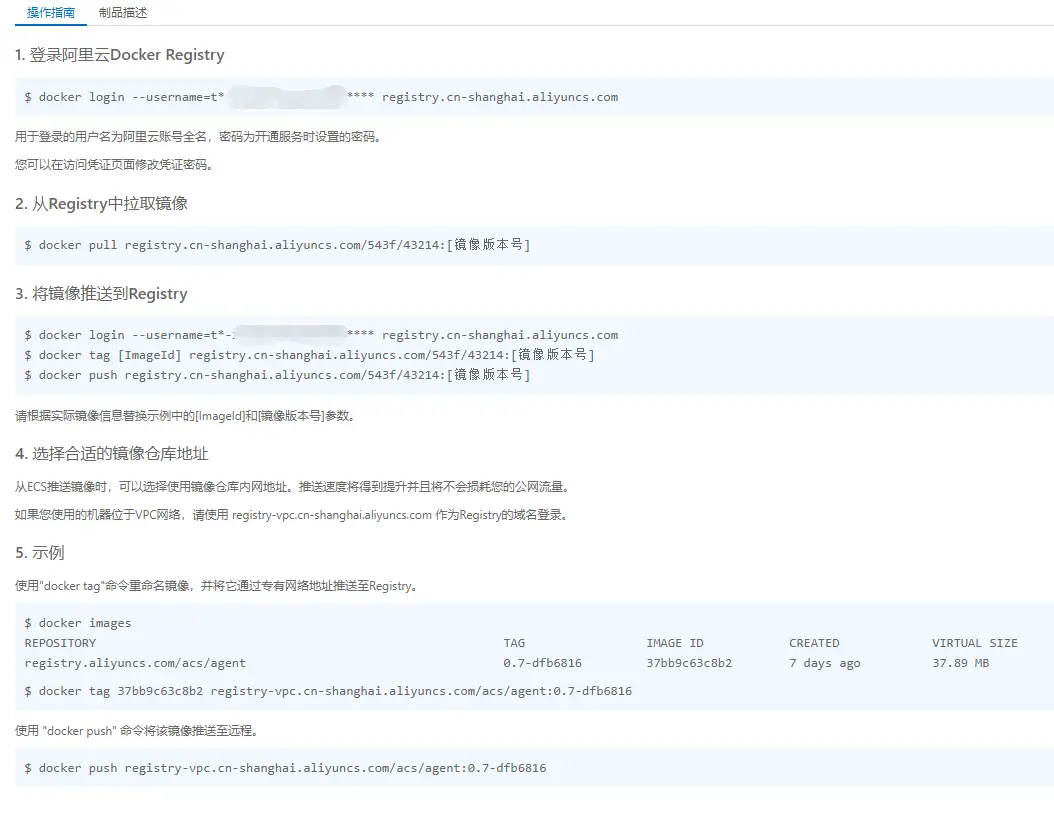 操作指南 制品描述
1. 登录阿里云Docker Registry
$ docker login --username=t* **** registry.cn-shanghai.aliyuncs.com
用于登录的用户名为阿里云账号全名，密码为开通服务时设置的密码。
您可以在访问凭证页面修改凭证密码。
2. 从Registry中拉取镜像
$ docker pull registry.cn-shanghai.aliyuncs.com/543f/43214:[镜像版本号]
3. 将镜像推送到Registry
$ docker login --username=t*- **** registry.cn-shanghai.aliyuncs.com
$ docker tag [ImageId] registry.cn-shanghai.aliyuncs.com/543f/43214:[镜像版本号]
$ docker push registry.cn-shanghai.aliyuncs.com/543f/43214:[镜像版本号]
请根据实际镜像信息替换示例中的[ImageId]和[镜像版本号]参数。
4. 选择合适的镜像仓库地址
从ECS推送镜像时，可以选择使用镜像仓库内网地址。推送速度将得到提升并且将不会损耗您的公网流量。
如果您使用的机器位于VPC网络，请使用 registry-vpc.cn-shanghai.aliyuncs.com 作为Registry的域名登录。
5. 示例
使用"docker tag"命令重命名镜像，并将它通过专有网络地址推送至Registry。
$ docker images
REPOSITORY TAG IMAGE ID CREATED VIRTUAL SIZE
registry.aliyuncs.com/acs/agent 0.7-dfb6816 37bb9c63c8b2 7 days ago 37.89 MB
$ docker tag 37bb9c63c8b2 registry-vpc.cn-shanghai.aliyuncs.com/acs/agent:0.7-dfb6816
使用 "docker push" 命令将该镜像推送至远程。
$ docker push registry-vpc.cn-shanghai.aliyuncs.com/acs/agent:0.7-dfb6816